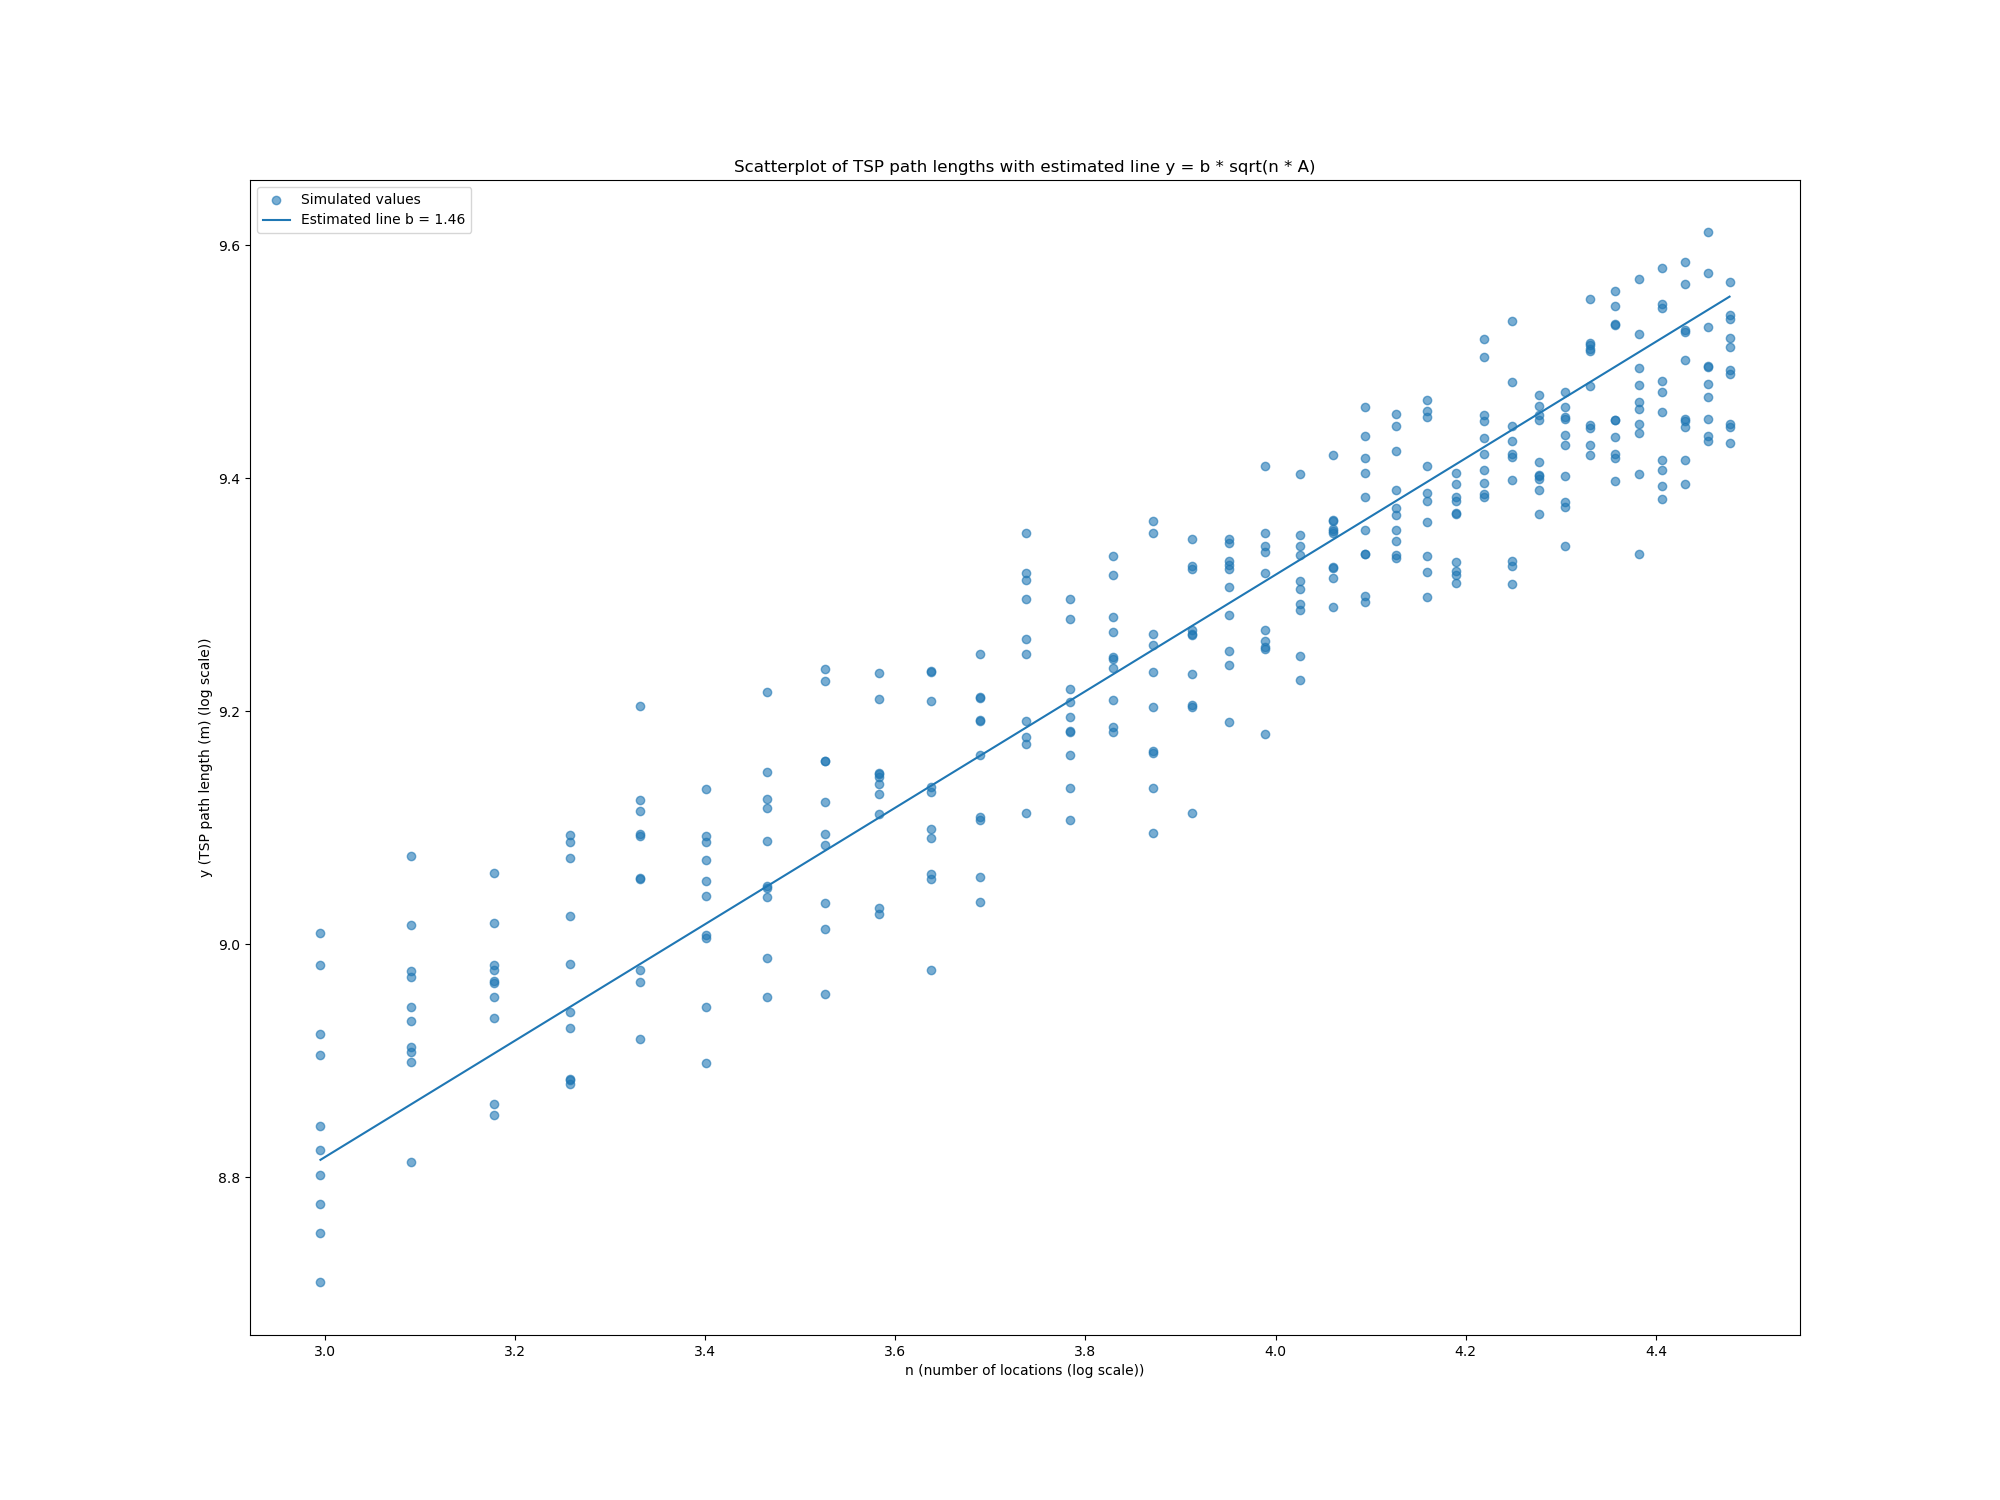 Scatterplot of TSP path lengths with estimated line y = b * sqrt(n * A)
Simulated values
Estimated line b = 1.46
9.6
9.4
9.2
9.0
8.8
y (TSP path length (m) (log scale))
3.0 3.2 3.4 3.6 3.8 4.0 4.2 4.4
n (number of locations (log scale))